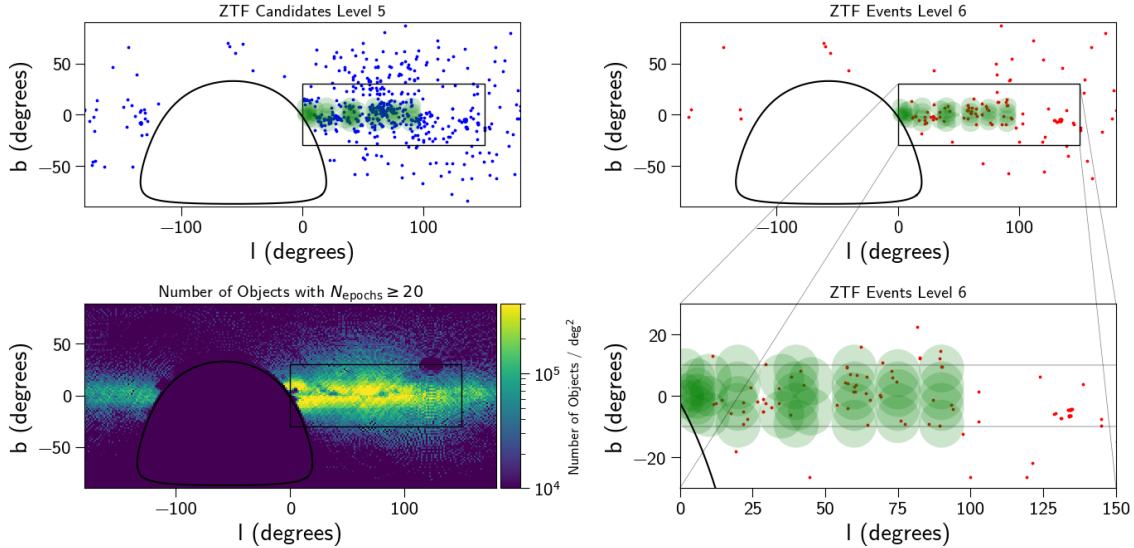 ZTF Candidates Level 5
b (degrees)
50
0
−50
−100
0
100
l (degrees)
ZTF Events Level 6
b (degrees)
50
0
−50
−100
0
100
l (degrees)
Number of Objects with N_epochs ≥ 20
b (degrees)
50
0
−50
−100
0
100
l (degrees)
10^5
10^4
Number of Objects / deg^2
ZTF Events Level 6
b (degrees)
20
0
−20
0
25
50
75
100
125
150
l (degrees)